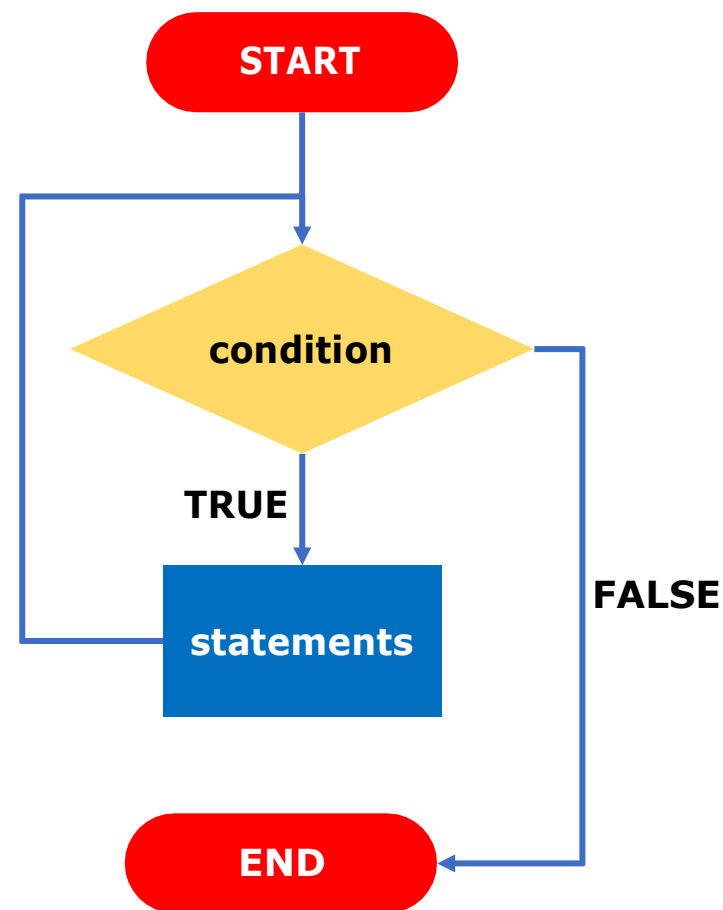 START
condition
TRUE
FALSE
statements
END